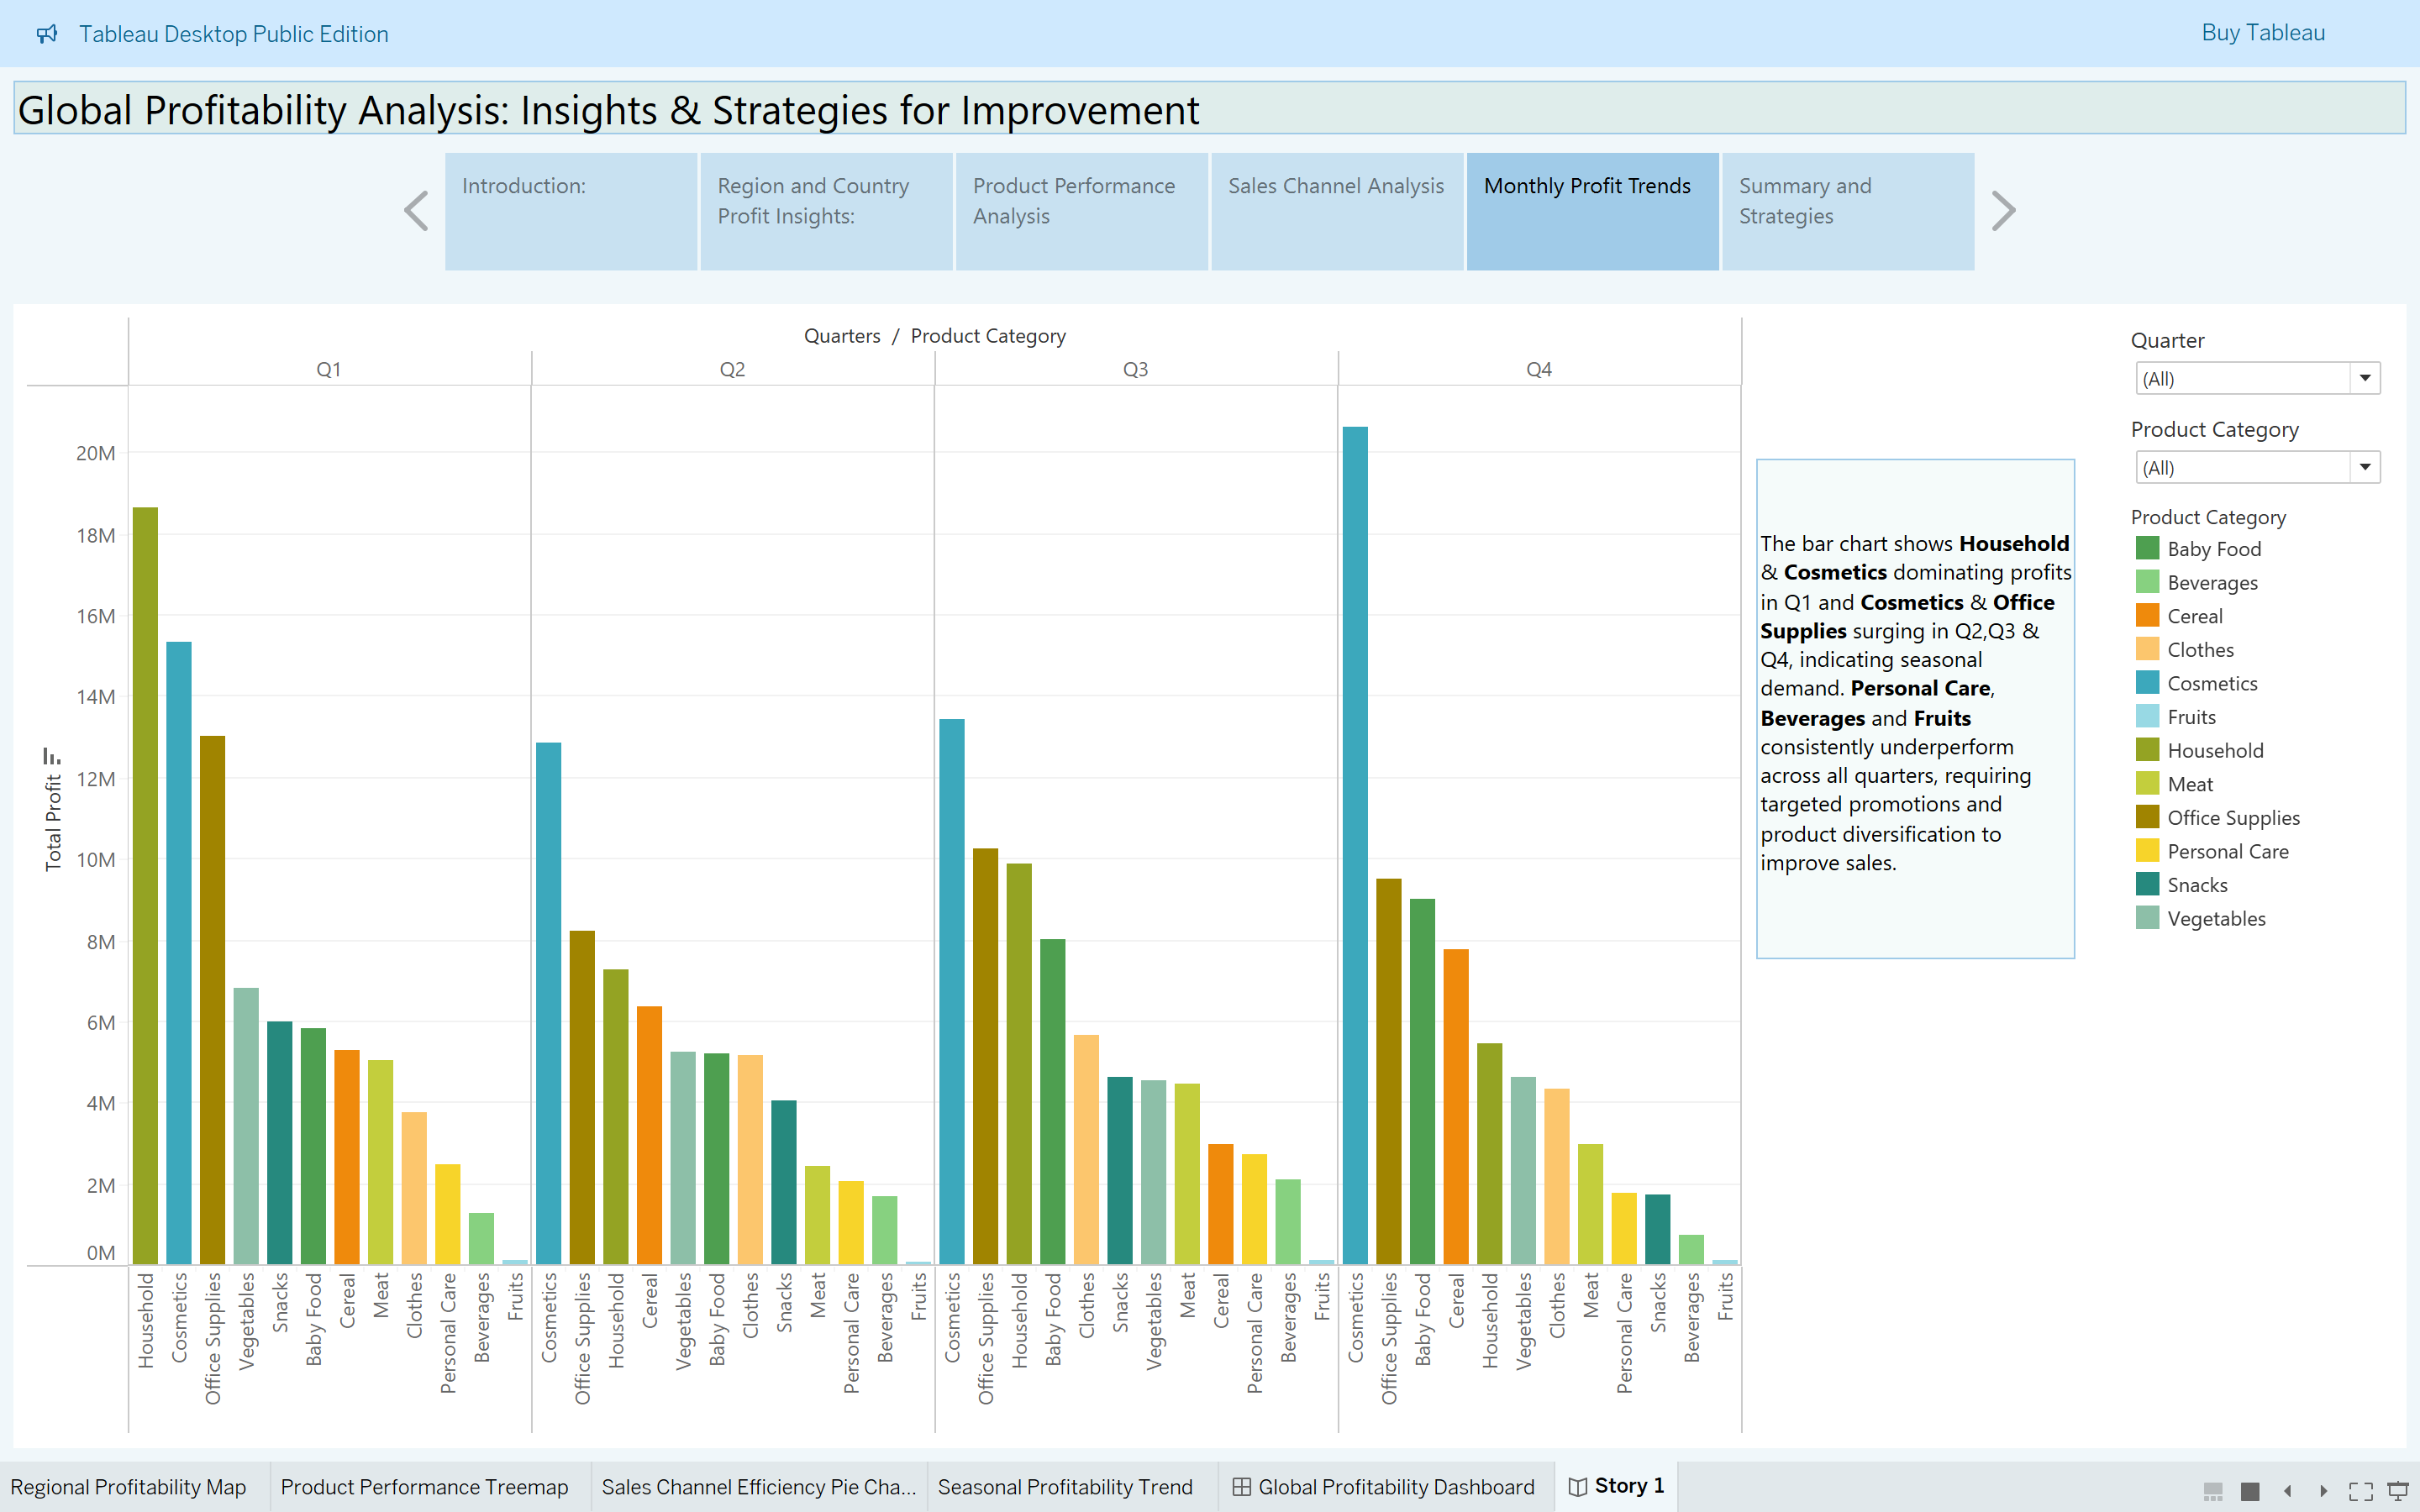 Tableau Desktop Public Edition
Buy Tableau
Global Profitability Analysis: Insights & Strategies for Improvement
Introduction:
Region and Country
Profit Insights:
Product Performance
Analysis
Sales Channel Analysis
Monthly Profit Trends
Summary and
Strategies
Quarters / Product Category
Q1
Q2
Q3
Q4
Total Profit
20M
18M
16M
14M
12M
10M
8M
6M
4M
2M
0M
Household
Cosmetics
Office Supplies
Vegetables
Snacks
Baby Food
Cereal
Meat
Clothes
Personal Care
Beverages
Fruits
Cosmetics
Office Supplies
Household
Cereal
Vegetables
Baby Food
Clothes
Snacks
Meat
Personal Care
Beverages
Fruits
Cosmetics
Office Supplies
Household
Baby Food
Clothes
Snacks
Vegetables
Meat
Cereal
Personal Care
Beverages
Fruits
Cosmetics
Office Supplies
Baby Food
Cereal
Household
Vegetables
Clothes
Meat
Personal Care
Snacks
Beverages
Fruits
The bar chart shows Household
& Cosmetics dominating profits
in Q1 and Cosmetics & Office
Supplies surging in Q2,Q3 &
Q4, indicating seasonal
demand. Personal Care,
Beverages and Fruits
consistently underperform
across all quarters, requiring
targeted promotions and
product diversification to
improve sales.
Quarter
(All)
Product Category
(All)
Product Category
Baby Food
Beverages
Cereal
Clothes
Cosmetics
Fruits
Household
Meat
Office Supplies
Personal Care
Snacks
Vegetables
Regional Profitability Map
Product Performance Treemap
Sales Channel Efficiency Pie Cha...
Seasonal Profitability Trend
Global Profitability Dashboard
Story 1